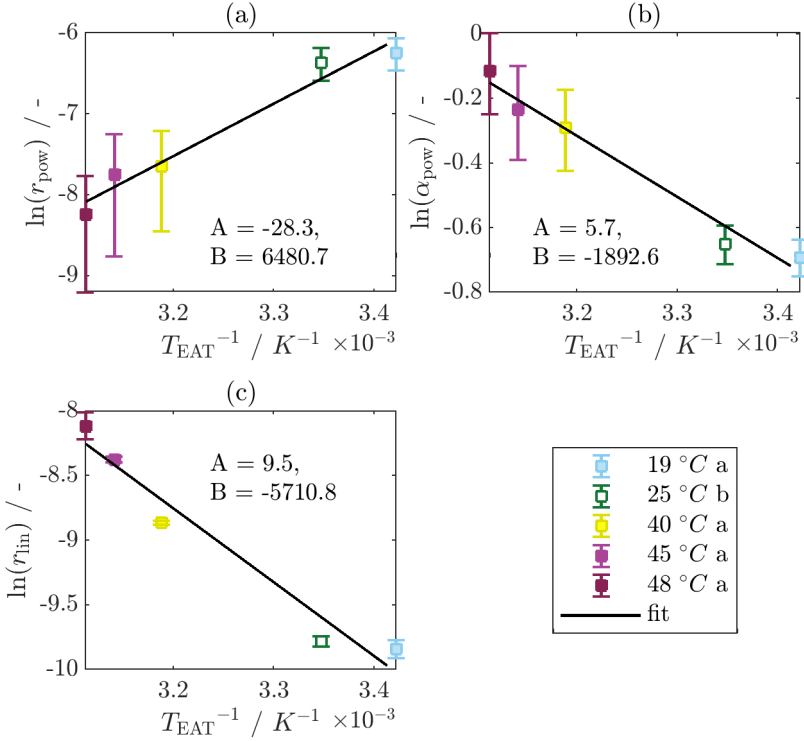 (a)
-6
-7
-8
-9
ln(r_pow) / -
A = -28.3,
B = 6480.7
3.2 3.3 3.4
T_EAT⁻¹ / K⁻¹ ×10⁻³
(b)
0
-0.2
-0.4
-0.6
-0.8
ln(α_pow) / -
A = 5.7,
B = -1892.6
3.2 3.3 3.4
T_EAT⁻¹ / K⁻¹ ×10⁻³
(c)
-8
-8.5
-9
-9.5
-10
ln(r_lin) / -
A = 9.5,
B = -5710.8
3.2 3.3 3.4
T_EAT⁻¹ / K⁻¹ ×10⁻³
19 °C a
25 °C b
40 °C a
45 °C a
48 °C a
fit